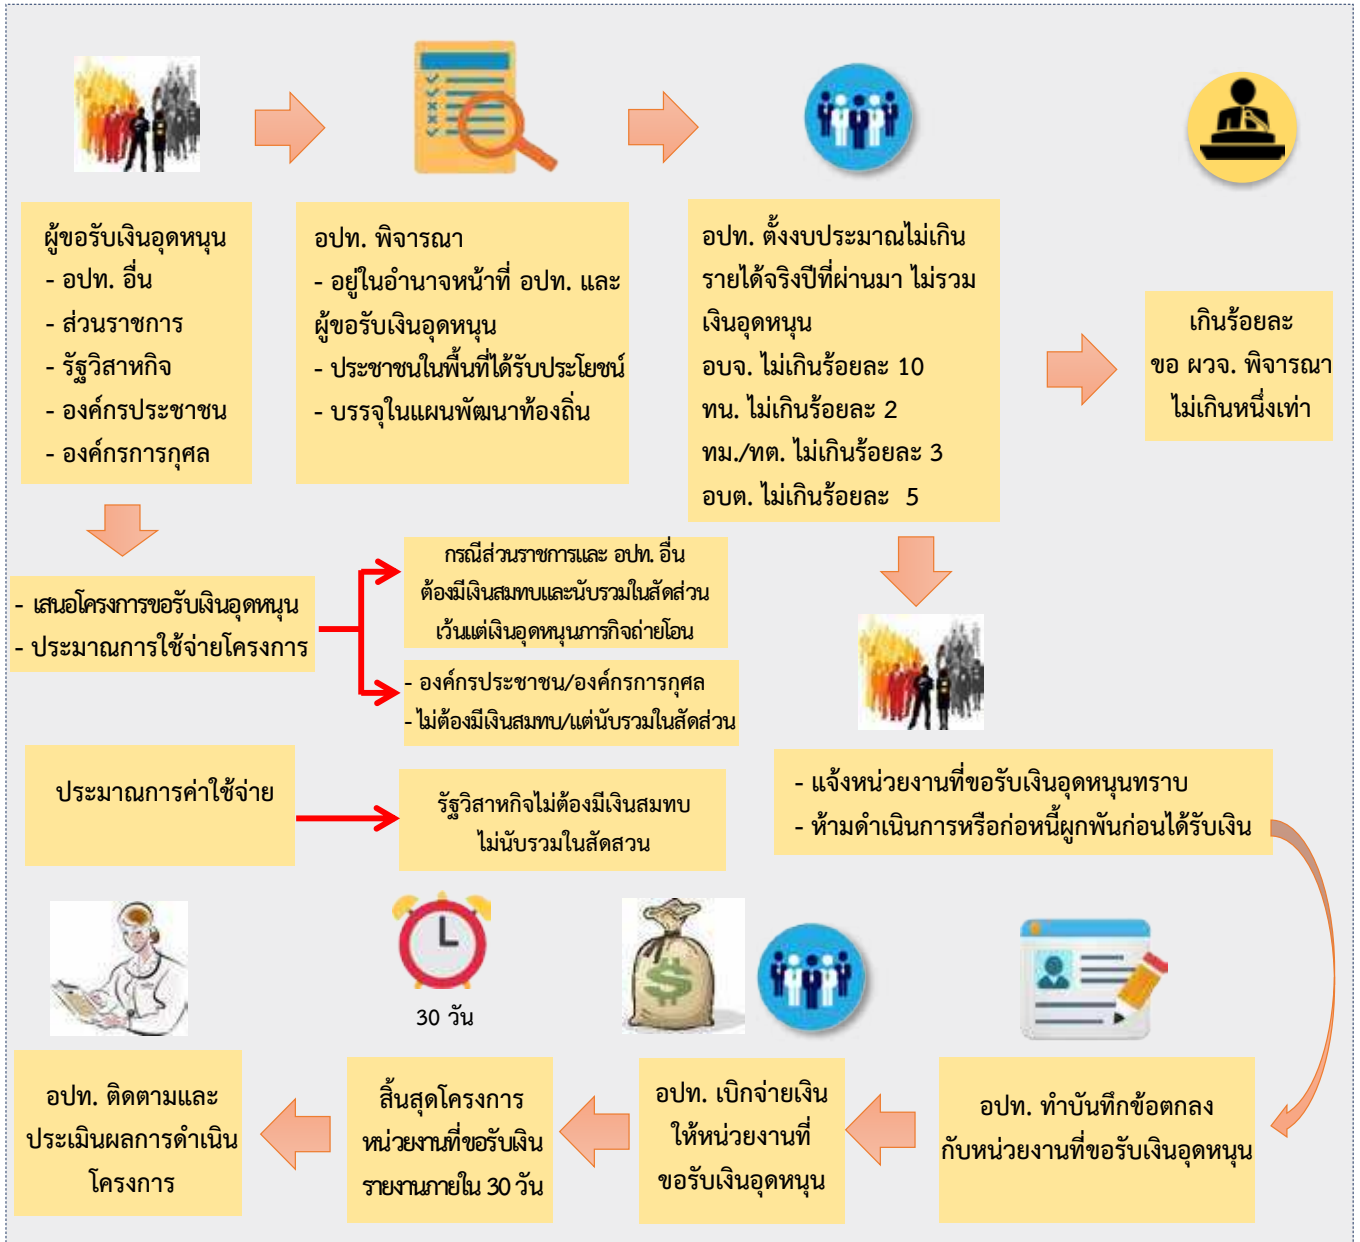 ผู้ขอรับเงินอุดหนุน
- อปท. อื่น
- ส่วนราชการ
- รัฐวิสาหกิจ
- องค์กรประชาชน
- องค์กรการกุศล
อปท. พิจารณา
- อยู่ในอำนาจหน้าที่ อปท. และ
ผู้ขอรับเงินอุดหนุน
- ประชาชนในพื้นที่ได้รับประโยชน์
- บรรจุในแผนพัฒนาท้องถิ่น
อปท. ตั้งงบประมาณไม่เกิน
รายได้จริงปีที่ผ่านมา ไม่รวม
เงินอุดหนุน
อบจ. ไม่เกินร้อยละ 10
ทน. ไม่เกินร้อยละ 2
ทม./ทต. ไม่เกินร้อยละ 3
อบต. ไม่เกินร้อยละ 5
เกินร้อยละ
ขอ ผวจ. พิจารณา
ไม่เกินหนึ่งเท่า
- เสนอโครงการขอรับเงินอุดหนุน
- ประมาณการใช้จ่ายโครงการ
กรณีส่วนราชการและ อปท. อื่น
ต้องมีเงินสมทบและนับรวมในสัดส่วน
เว้นแต่เงินอุดหนุนภารกิจถ่ายโอน
- องค์กรประชาชน/องค์กรการกุศล
- ไม่ต้องมีเงินสมทบ/แต่นับรวมในสัดส่วน
ประมาณการค่าใช้จ่าย
รัฐวิสาหกิจไม่ต้องมีเงินสมทบ
ไม่นับรวมในสัดสวน
- แจ้งหน่วยงานที่ขอรับเงินอุดหนุนทราบ
- ห้ามดำเนินการหรือก่อหนี้ผูกพันก่อนได้รับเงิน
อปท. ทำบันทึกข้อตกลง
กับหน่วยงานที่ขอรับเงินอุดหนุน
อปท. เบิกจ่ายเงิน
ให้หน่วยงานที่
ขอรับเงินอุดหนุน
30 วัน
สิ้นสุดโครงการ
หน่วยงานที่ขอรับเงิน
รายงานภายใน 30 วัน
อปท. ติดตามและ
ประเมินผลการดำเนิน
โครงการ